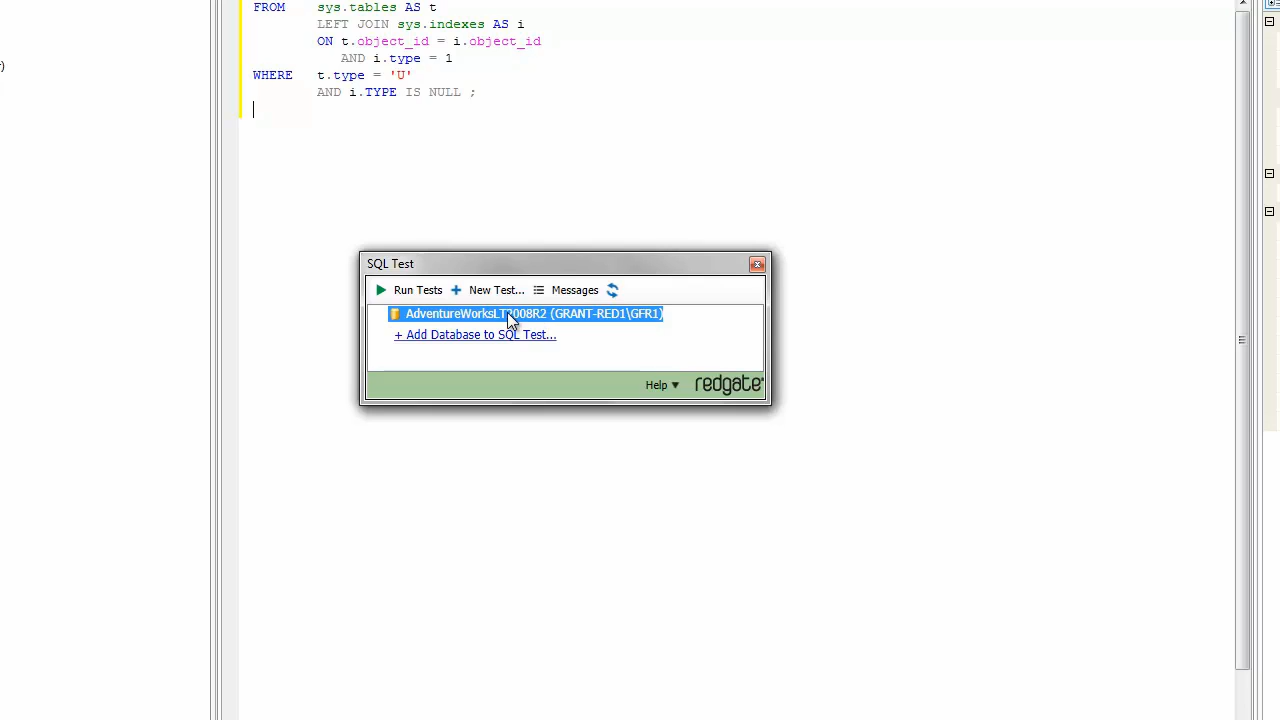 FROM sys.tables AS t
LEFT JOIN sys.indexes AS i
ON t.object_id = i.object_id
)
AND i.type = 1
WHERE t.type = 'U'
AND i.TYPE IS NULL ;
SQL Test
Run Tests New Test... Messages
AdventureWorksLT2008R2 (GRANT-RED1\GFR1)
+ Add Database to SQL Test...
Help redgate